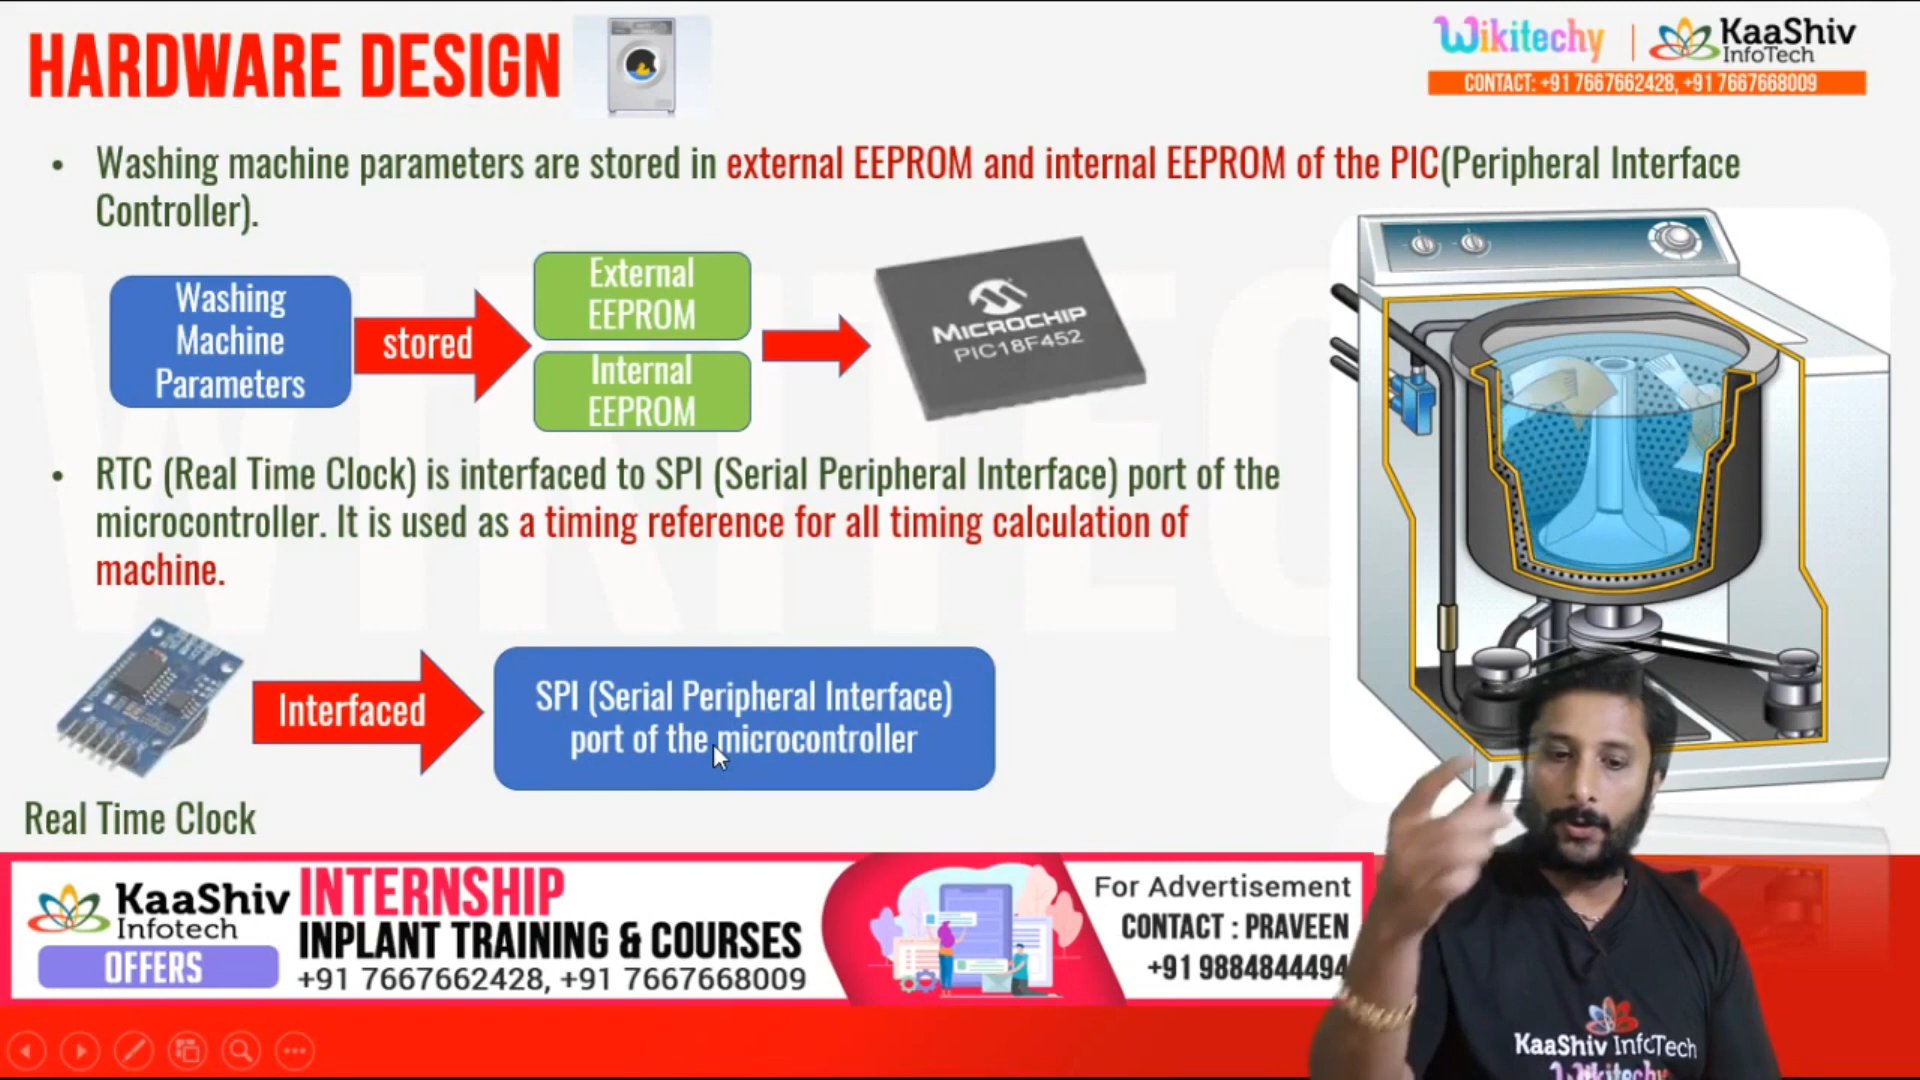 HARDWARE DESIGN
Wikitechy
KaaShiv
InfoTech
CONTACT: +91 7667662428, +91 7667668009
• Washing machine parameters are stored in external EEPROM and internal EEPROM of the PIC(Peripheral Interface
Controller).
Washing
Machine
Parameters
stored
External
EEPROM
Internal
EEPROM
MICROCHIP
PIC18F452
• RTC (Real Time Clock) is interfaced to SPI (Serial Peripheral Interface) port of the
microcontroller. It is used as a timing reference for all timing calculation of
machine.
Interfaced
SPI (Serial Peripheral Interface)
port of the microcontroller
Real Time Clock
KaaShiv
Infotech
OFFERS
INTERNSHIP
INPLANT TRAINING & COURSES
+91 7667662428, +91 7667668009
For Advertisement
CONTACT : PRAVEEN
+91 9884844494
KaaShiv InfoTech
Wikitechy